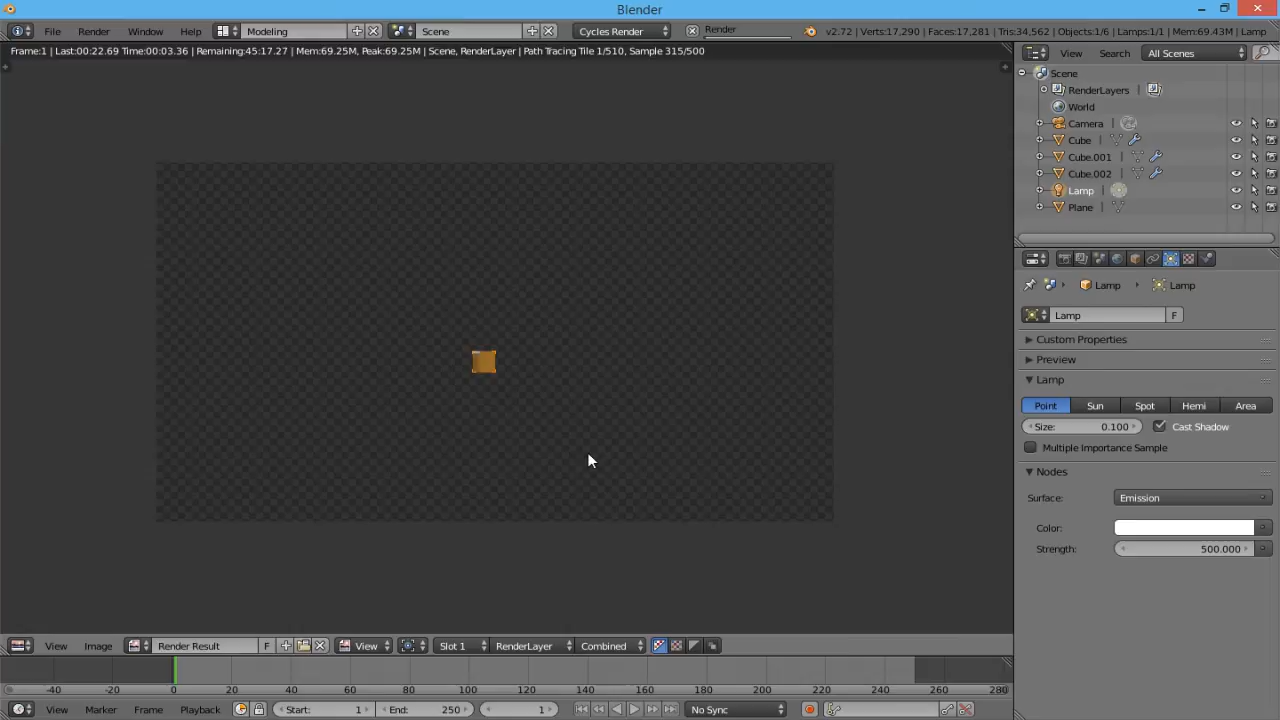 Blender
File Render Window Help Modeling Scene Cycles Render Render v2.72 | Verts:17,290 | Faces:17,281 | Tris:34,562 | Objects:1/6 | Lamps:1/1 | Mem:69.43M | Lamp
Frame:1 | Last:00:22.69 Time:00:03.36 | Remaining:45:17.27 | Mem:69.25M, Peak:69.25M | Scene, RenderLayer | Path Tracing Tile 1/510, Sample 315/500
View Search All Scenes
Scene
RenderLayers
World
Camera
Cube
Cube.001
Cube.002
Lamp
Plane
Lamp Lamp
Lamp F
Custom Properties
Preview
Lamp
Point Sun Spot Hemi Area
Size: 0.100 Cast Shadow
Multiple Importance Sample
Nodes
Surface: Emission
Color:
Strength: 500.000
View Image Render Result F View Slot 1 RenderLayer Combined
-40 -20 0 20 40 60 80 100 120 140 160 180 200 220 240 260 280
View Marker Frame Playback Start: 1 End: 250 1 No Sync